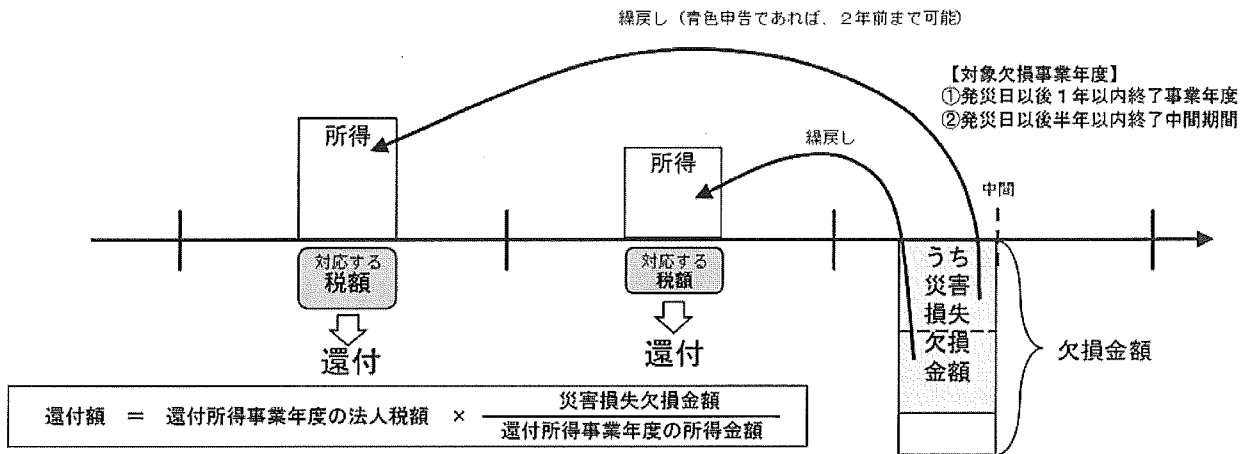 繰戻し（青色申告であれば、２年前まで可能）
【対象欠損事業年度】
①発災日以後１年以内終了事業年度
②発災日以後半年以内終了中間期間
所得
繰戻し
所得
中間
対応する
税額
対応する
税額
うち
災害
損失
欠損
金額
欠損金額
還付
還付
還付額 ＝ 還付所得事業年度の法人税額 ×
災害損失欠損金額
還付所得事業年度の所得金額